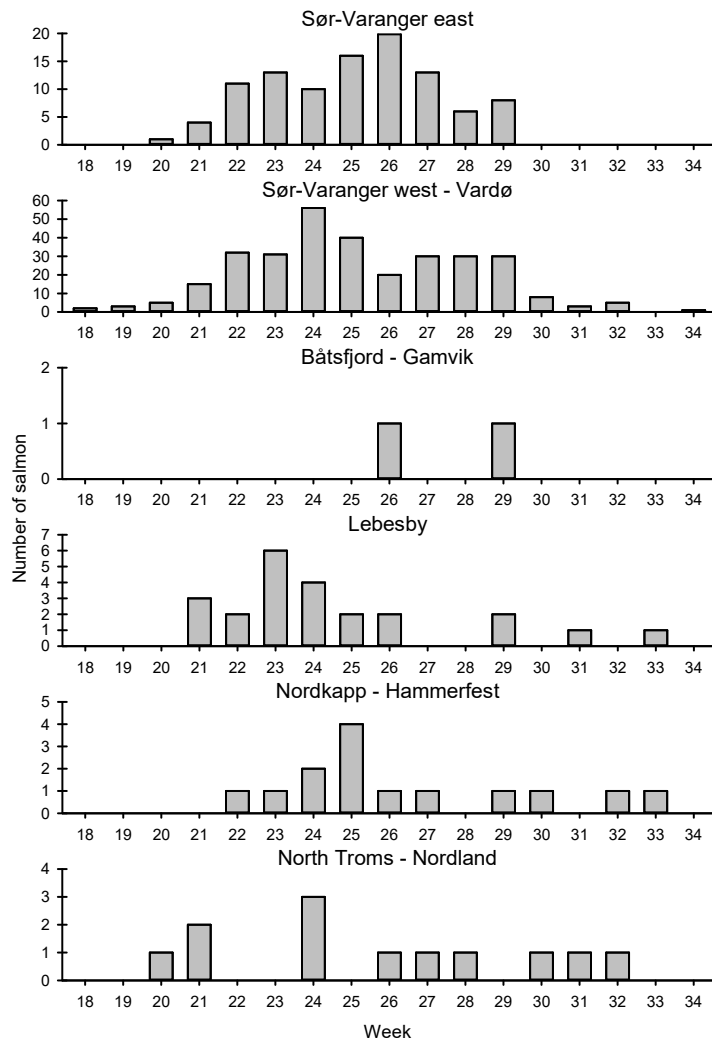 Sør-Varanger east
20
15
10
5
0
18 19 20 21 22 23 24 25 26 27 28 29 30 31 32 33 34
Sør-Varanger west - Vardø
60
50
40
30
20
10
0
18 19 20 21 22 23 24 25 26 27 28 29 30 31 32 33 34
Båtsfjord - Gamvik
2
1
0
18 19 20 21 22 23 24 25 26 27 28 29 30 31 32 33 34
Number of salmon
Lebesby
7
6
5
4
3
2
1
0
18 19 20 21 22 23 24 25 26 27 28 29 30 31 32 33 34
Nordkapp - Hammerfest
5
4
3
2
1
0
18 19 20 21 22 23 24 25 26 27 28 29 30 31 32 33 34
North Troms - Nordland
4
3
2
1
0
18 19 20 21 22 23 24 25 26 27 28 29 30 31 32 33 34
Week